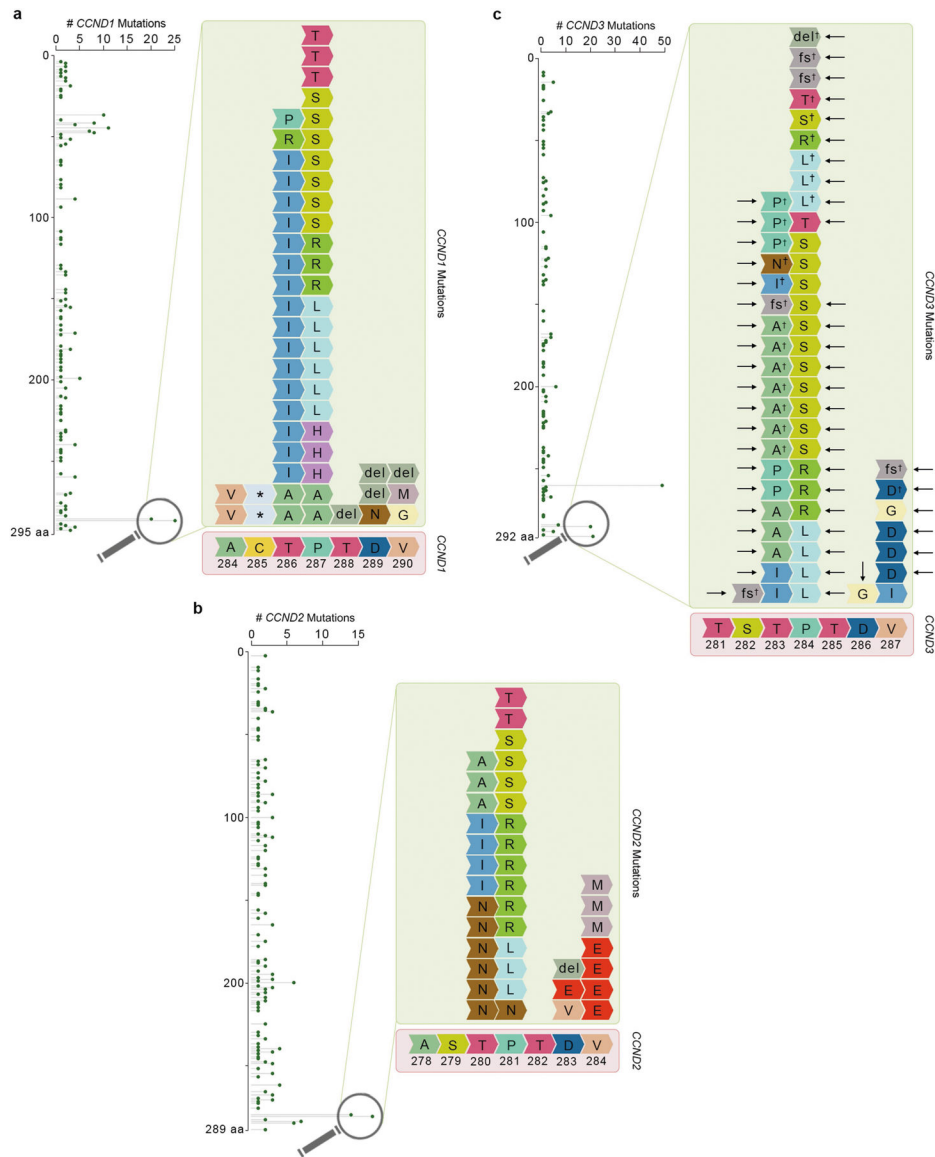 a
# CCND1 Mutations
0 5 10 15 20 25
0
100
200
295 aa
T
T
T
S
P S
R S
I S
I S
I S
I S
I R
I R
I R
I L
I L
I L
I L
I L
I L
I H
I H
I H del del
V * A A del M
V * A A del N G
CCND1 Mutations
A C T P T D V
284 285 286 287 288 289 290
CCND1
b
# CCND2 Mutations
0 5 10 15
0
100
200
289 aa
T
T
S
A S
A S
A S
I R
I R
I R
I R M
N R M
N R M
N L E
N L del E
N L E E
N N V E
CCND2 Mutations
A S T P T D V
278 279 280 281 282 283 284
CCND2
c
# CCND3 Mutations
0 10 20 30 40 50
0
100
200
292 aa
del†
fs†
fs†
T†
S†
R†
L†
L†
P† L†
P† T
P† S
N† S
I† S
fs† S
A† S
A† S
A† S
A† S
A† S
A† S
A† S
P R fs†
P R D†
A R G
A L D
A L D
I L D
fs† I L G I
CCND3 Mutations
T S T P T D V
281 282 283 284 285 286 287
CCND3